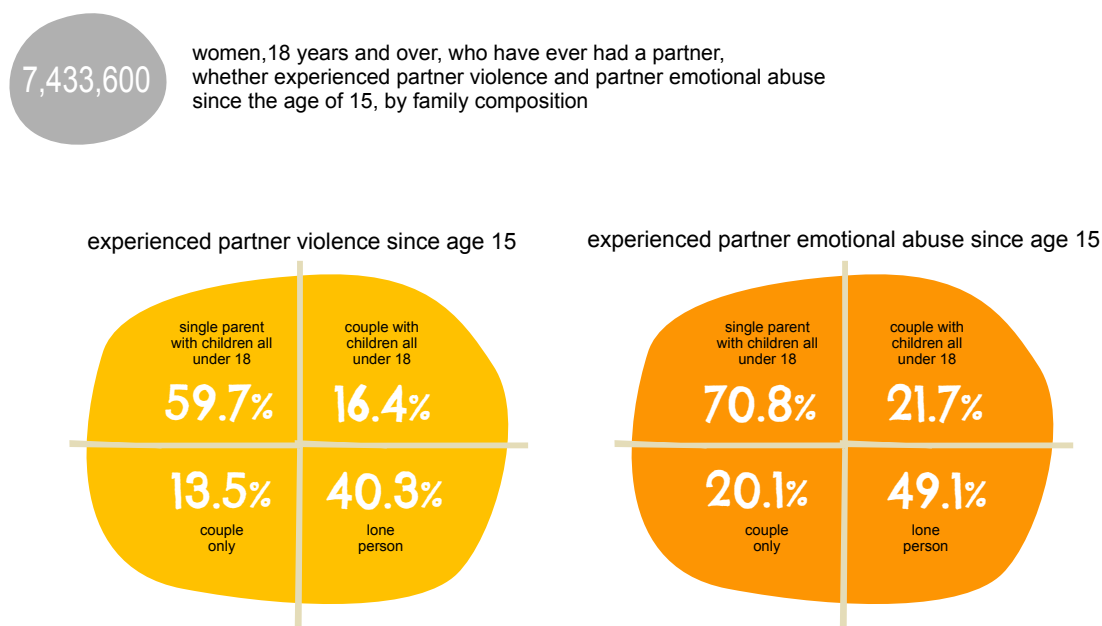 7,433,600
women,18 years and over, who have ever had a partner,
whether experienced partner violence and partner emotional abuse
since the age of 15, by family composition
experienced partner violence since age 15
single parent
with children all
under 18
59.7%
couple with
children all
under 18
16.4%
13.5%
couple
only
40.3%
lone
person
experienced partner emotional abuse since age 15
single parent
with children all
under 18
70.8%
couple with
children all
under 18
21.7%
20.1%
couple
only
49.1%
lone
person